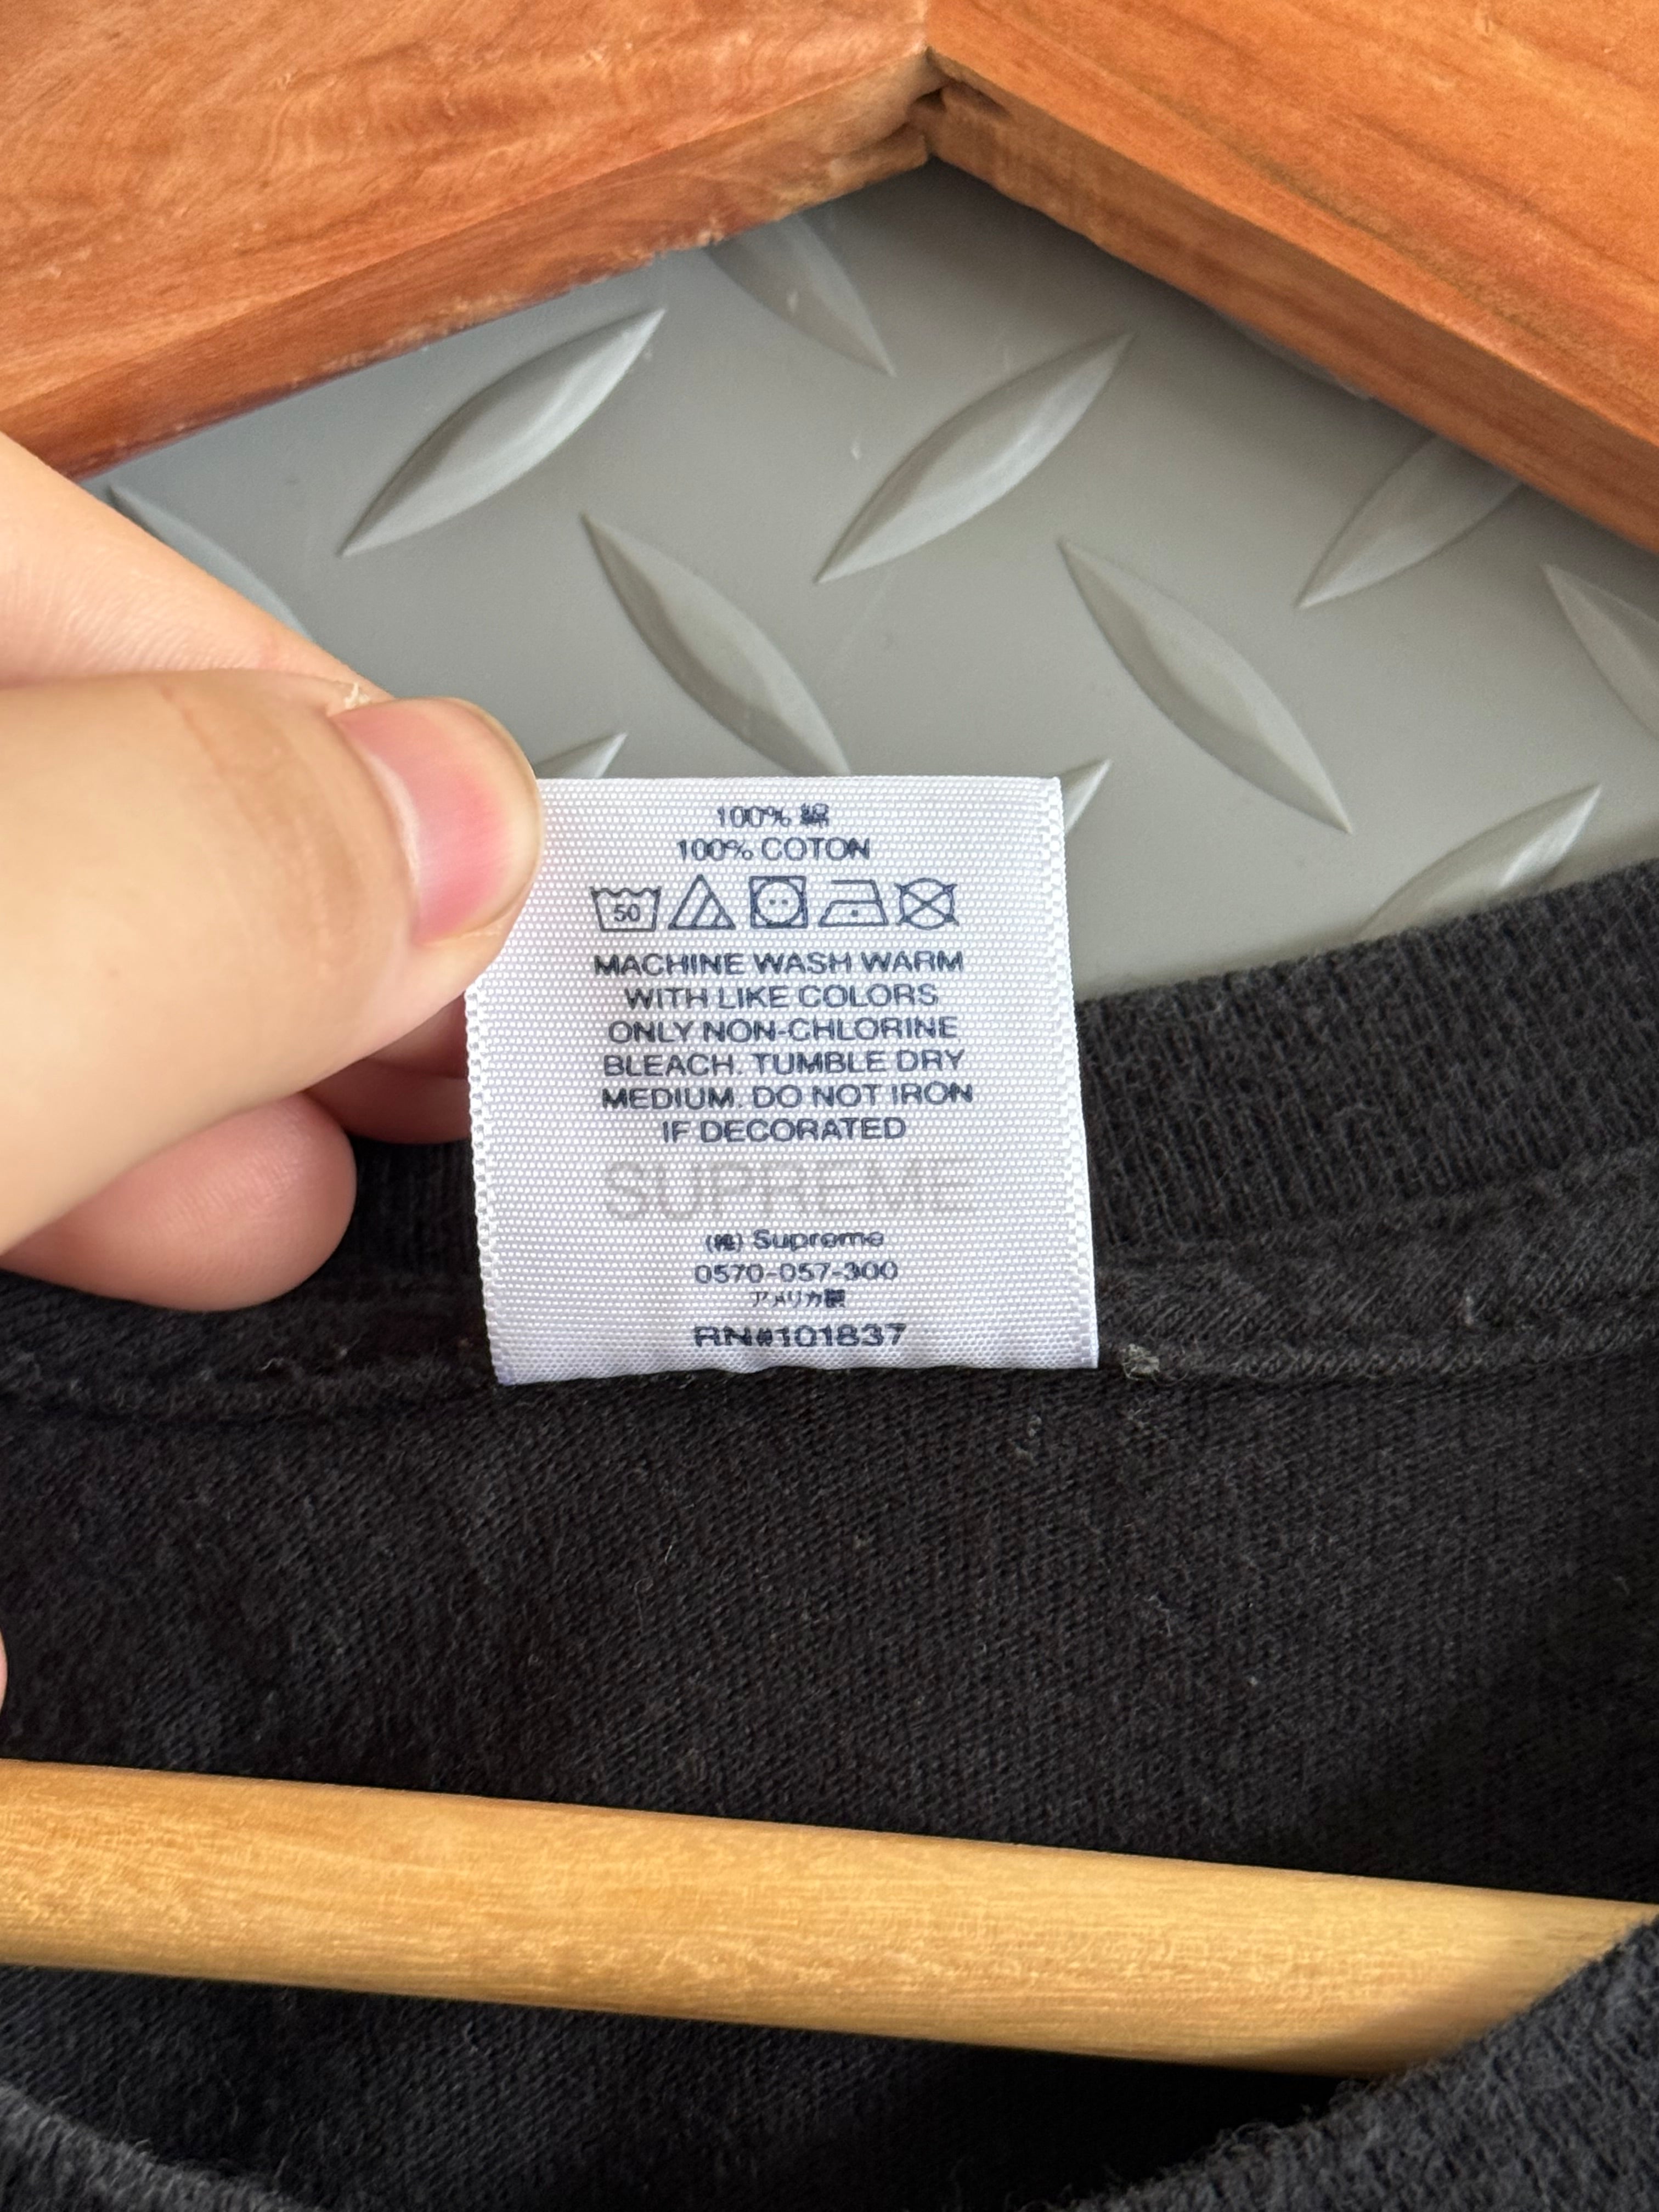 100% 綿
100% COTON
50
MACHINE WASH WARM
WITH LIKE COLORS
ONLY NON-CHLORINE
BLEACH. TUMBLE DRY
MEDIUM. DO NOT IRON
IF DECORATED
SUPREME
Supreme
0570-057-300
アメリカ製
RN#101837